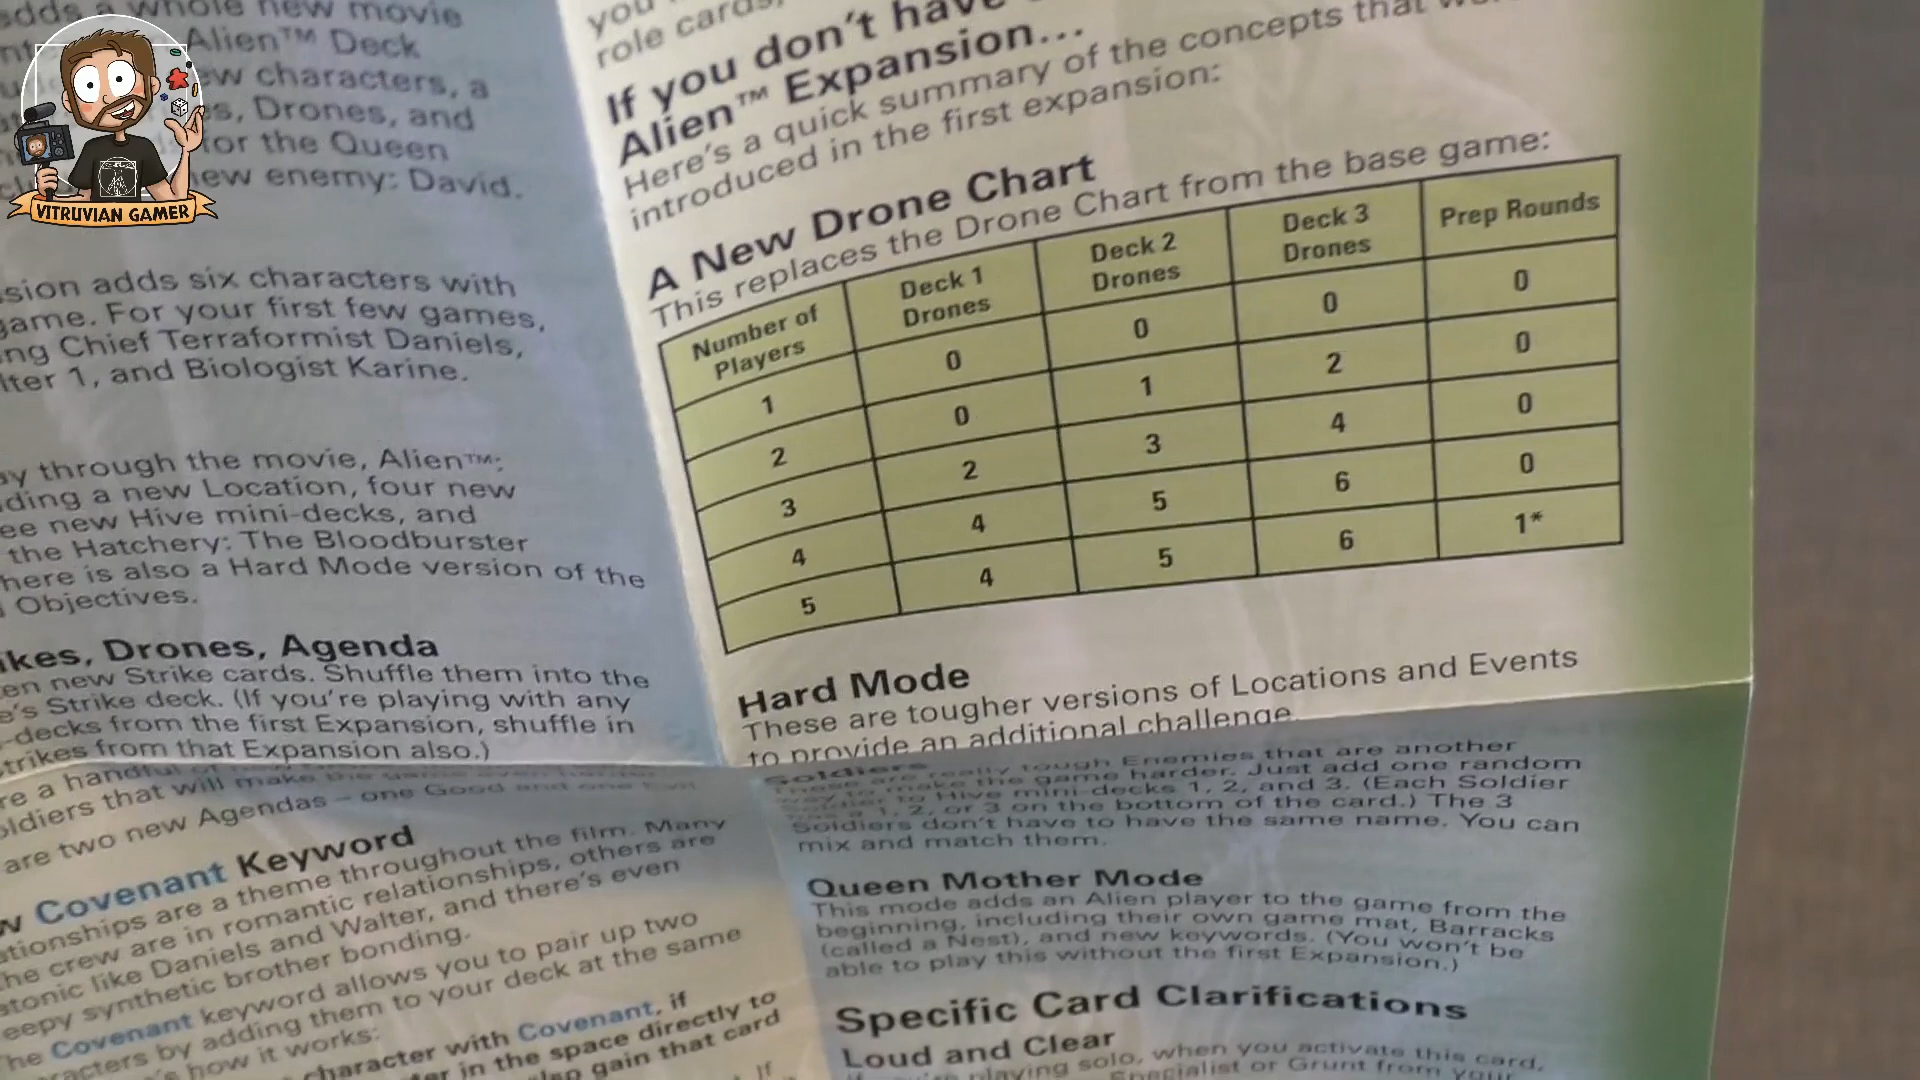 adds a whole new movie
Alien™ Deck
ew characters, a
s, Drones, and
for the Queen
new enemy: David.
VITRUVIAN GAMER
sion adds six characters with
game. For your first few games,
ng Chief Terraformist Daniels,
lter 1, and Biologist Karine.
ay through the movie, Alien™:
ding a new Location, four new
ee new Hive mini-decks, and
the Hatchery: The Bloodburster
here is also a Hard Mode version of the
Objectives.
ikes, Drones, Agenda
en new Strike cards. Shuffle them into the
e's Strike deck. (If you're playing with any
-decks from the first Expansion, shuffle in
trikes from that Expansion also.)
re a handful of
oldiers that will make the game even harder
are two new Agendas – one Good and one Evil
w Covenant Keyword
ationships are a theme throughout the film. Many
the crew are in romantic relationships, others are
atonic like Daniels and Walter, and there's even
eepy synthetic brother bonding.
he Covenant keyword allows you to pair up two
racters by adding them to your deck at the same
's how it works:
character with Covenant, if
ter in the space directly to
also gain that card
If
you
role cards,
If you don't have
Alien™ Expansion...
Here's a quick summary of the concepts that
introduced in the first expansion:
A New Drone Chart
This replaces the Drone Chart from the base game:
Number of Players Deck 1 Drones Deck 2 Drones Deck 3 Drones Prep Rounds
1 0 0 0 0
2 0 1 2 0
3 2 3 4 0
4 4 5 6 0
5 4 5 6 1*
Hard Mode
These are tougher versions of Locations and Events
to provide an additional challenge.
Soldiers
These are really tough Enemies that are another
way to make the game harder. Just add one random
Soldier to Hive mini-decks 1, 2, and 3. (Each Soldier
has a 1, 2, or 3 on the bottom of the card.) The 3
Soldiers don't have to have the same name. You can
mix and match them.
Queen Mother Mode
This mode adds an Alien player to the game from the
beginning, including their own game mat, Barracks
(called a Nest), and new keywords. (You won't be
able to play this without the first Expansion.)
Specific Card Clarifications
Loud and Clear
If you're playing solo, when you activate this card,
Specialist or Grunt from your